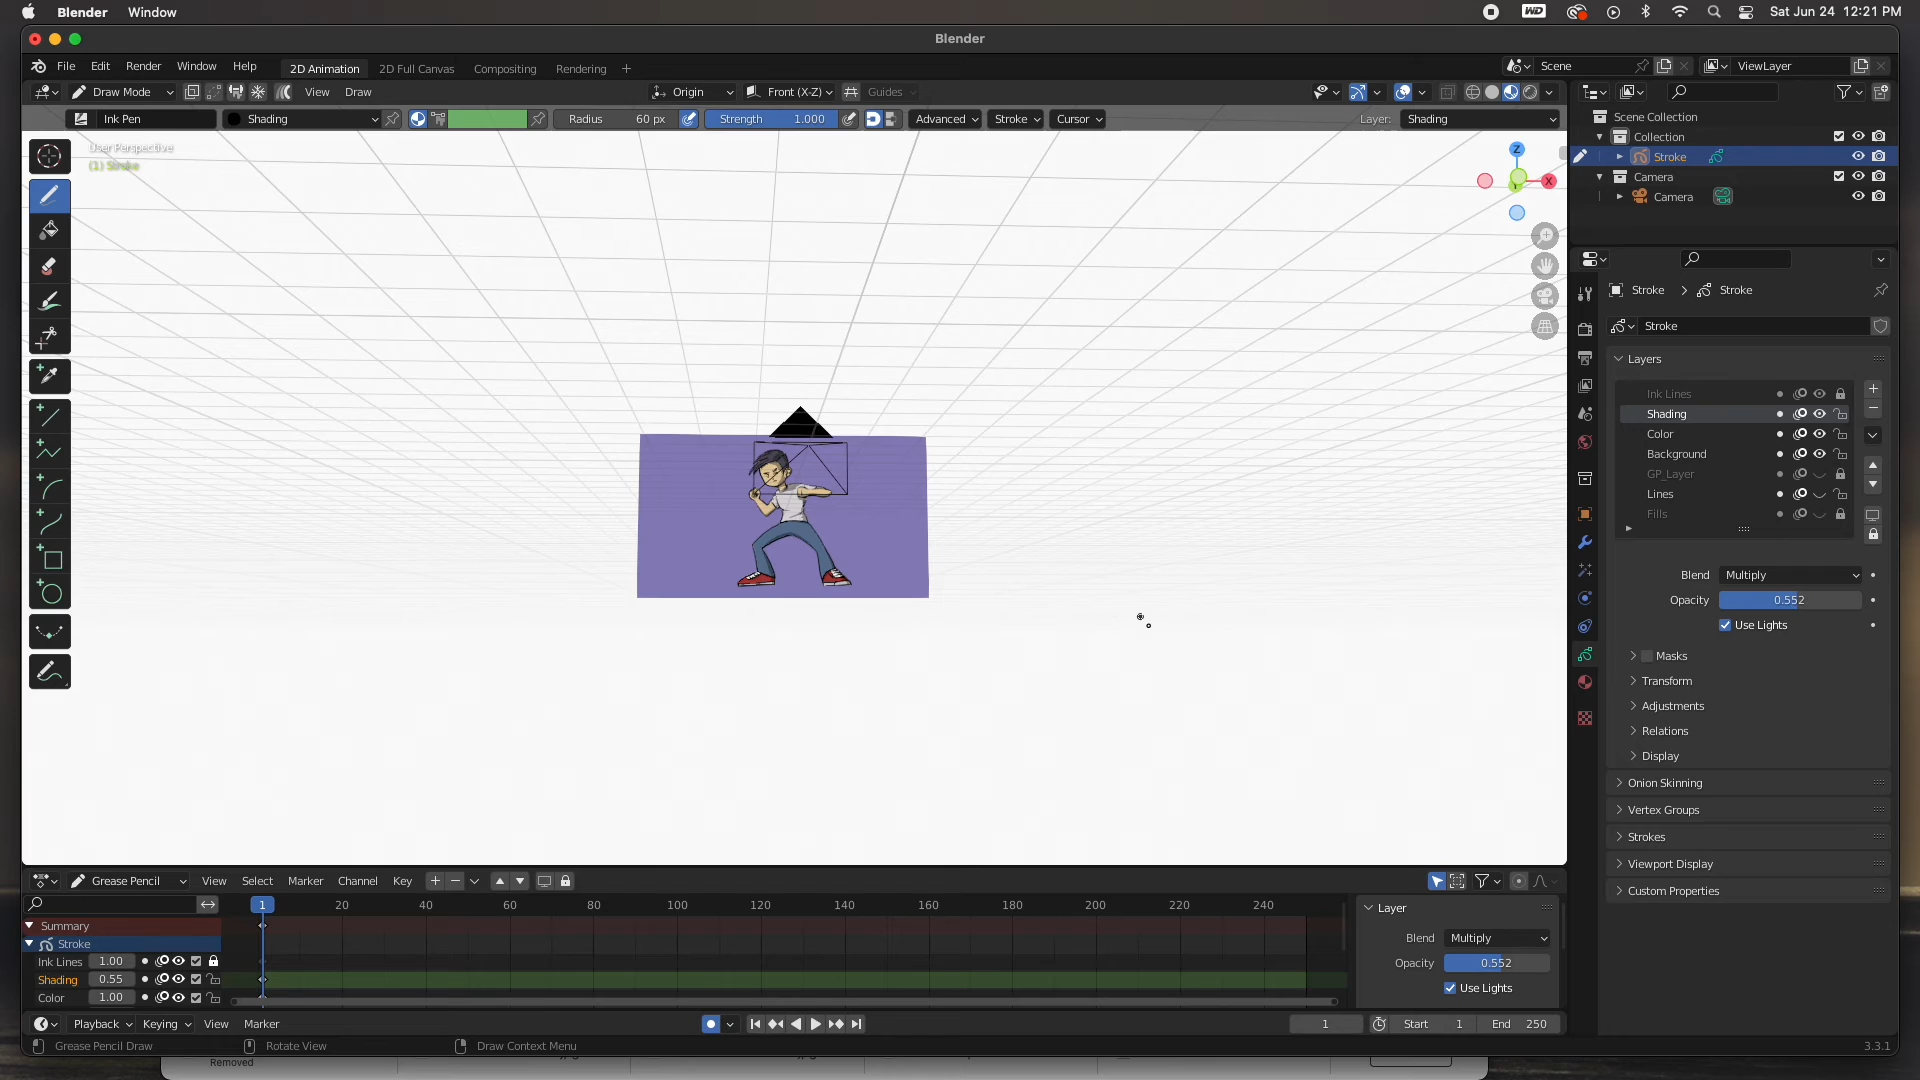 Blender Window
WD
Sat Jun 24 12:21 PM
Blender
File Edit Render Window Help
2D Animation 2D Full Canvas Compositing Rendering +
Scene ViewLayer
Draw Mode View Draw Origin Front (X-Z) Guides
Ink Pen Shading Radius 60 px Strength 1.000 Advanced Stroke Cursor Layer: Shading
User Perspective
(1) Stroke
Z
X
Y
Scene Collection
Collection
Stroke
Camera
Camera
Stroke > Stroke
Stroke
Layers
Ink Lines
Shading
Color
Background
GP_Layer
Lines
Fills
Blend Multiply
Opacity 0.552
Use Lights
Masks
Transform
Adjustments
Relations
Display
Onion Skinning
Vertex Groups
Strokes
Viewport Display
Custom Properties
Grease Pencil View Select Marker Channel Key
1 20 40 60 80 100 120 140 160 180 200 220 240
Summary
Stroke
Ink Lines 1.00
Shading 0.55
Color 1.00
Layer
Blend Multiply
Opacity 0.552
Use Lights
Playback Keying View Marker
1 Start 1 End 250
Grease Pencil Draw Rotate View Draw Context Menu
3.3.1
Removed